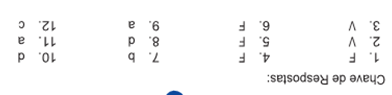 Chave de Respostas:
1. F 4. F 7. b 10. d
2. V 5. F 8. d 11. a
3. V 6. F 9. a 12. c